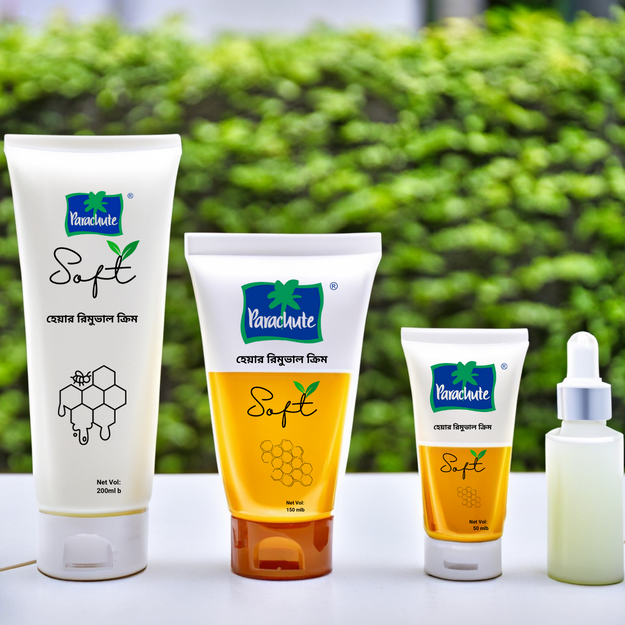 Parachute
®
Soft
হেয়ার রিমুভাল ক্রিম
Net Vol:
200ml b
Parachute
®
হেয়ার রিমুভাল ক্রিম
Soft
Net Vol:
150 mlb
Parachute
®
হেয়ার রিমুভাল ক্রিম
Soft
Net Vol:
50 mlb